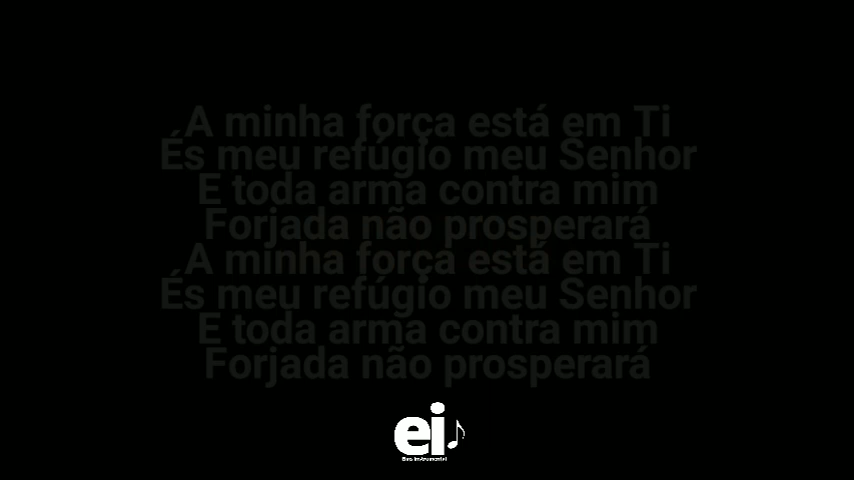 A minha força está em Ti
És meu refúgio meu Senhor
E toda arma contra mim
Forjada não prosperará
A minha força está em Ti
És meu refúgio meu Senhor
E toda arma contra mim
Forjada não prosperará
ei